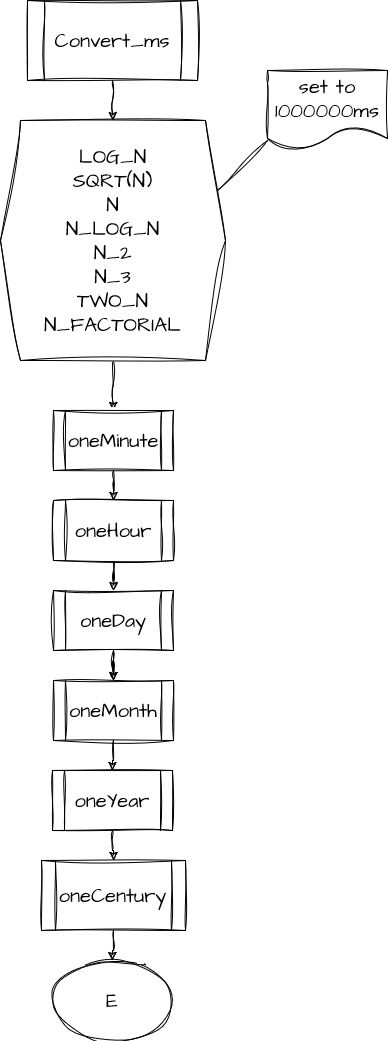 Convert_ms
set to
1000000ms
LOG_N
SQRT(N)
N
N_LOG_N
N_2
N_3
TWO_N
N_FACTORIAL
oneMinute
oneHour
oneDay
oneMonth
oneYear
oneCentury
E